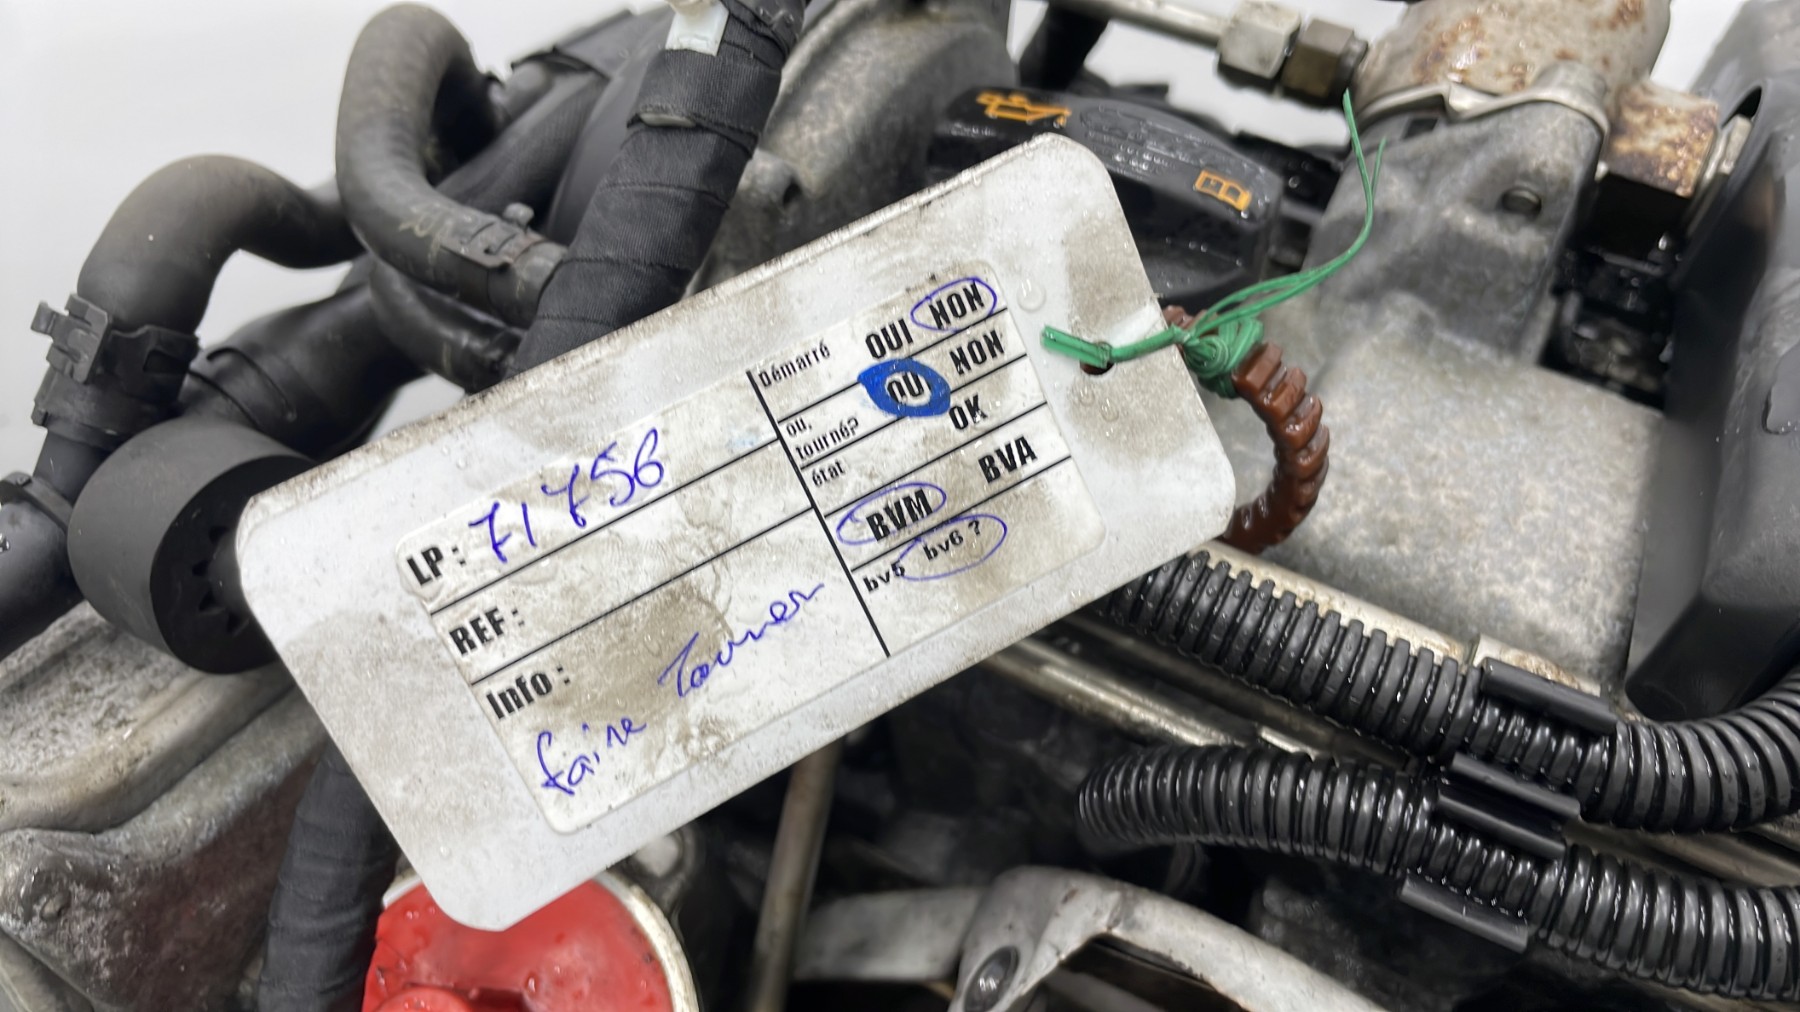 LP : 71756
REF :
Info :
faire Tourner
Démarré OUI NON
ou, tourné? OUI NON
état OK
BVM BVA
bv5 bv6 ?